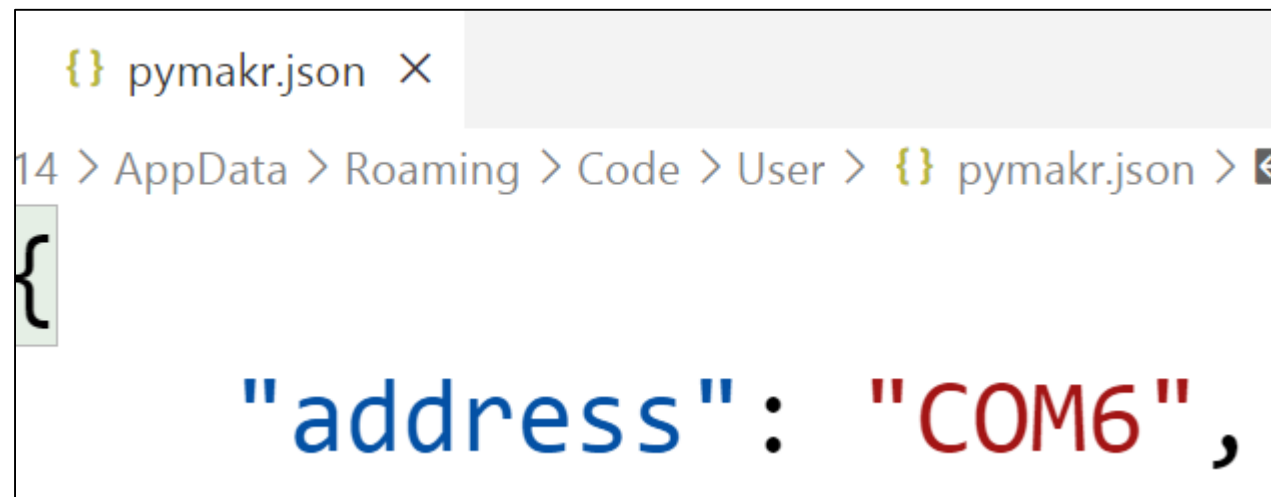 {} pymakr.json ×
14 > AppData > Roaming > Code > User > {} pymakr.json >
{
"address": "COM6",